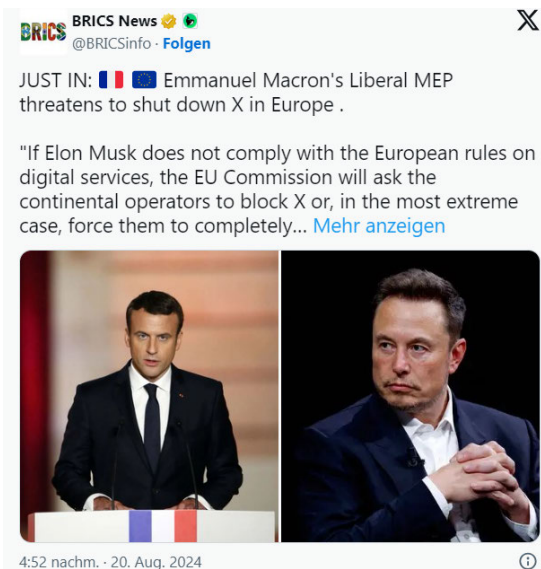 BRICS
BRICS News
@BRICSinfo · Folgen
JUST IN: 🇫🇷 🇪🇺 Emmanuel Macron's Liberal MEP
threatens to shut down X in Europe .
"If Elon Musk does not comply with the European rules on
digital services, the EU Commission will ask the
continental operators to block X or, in the most extreme
case, force them to completely... Mehr anzeigen
4:52 nachm. · 20. Aug. 2024